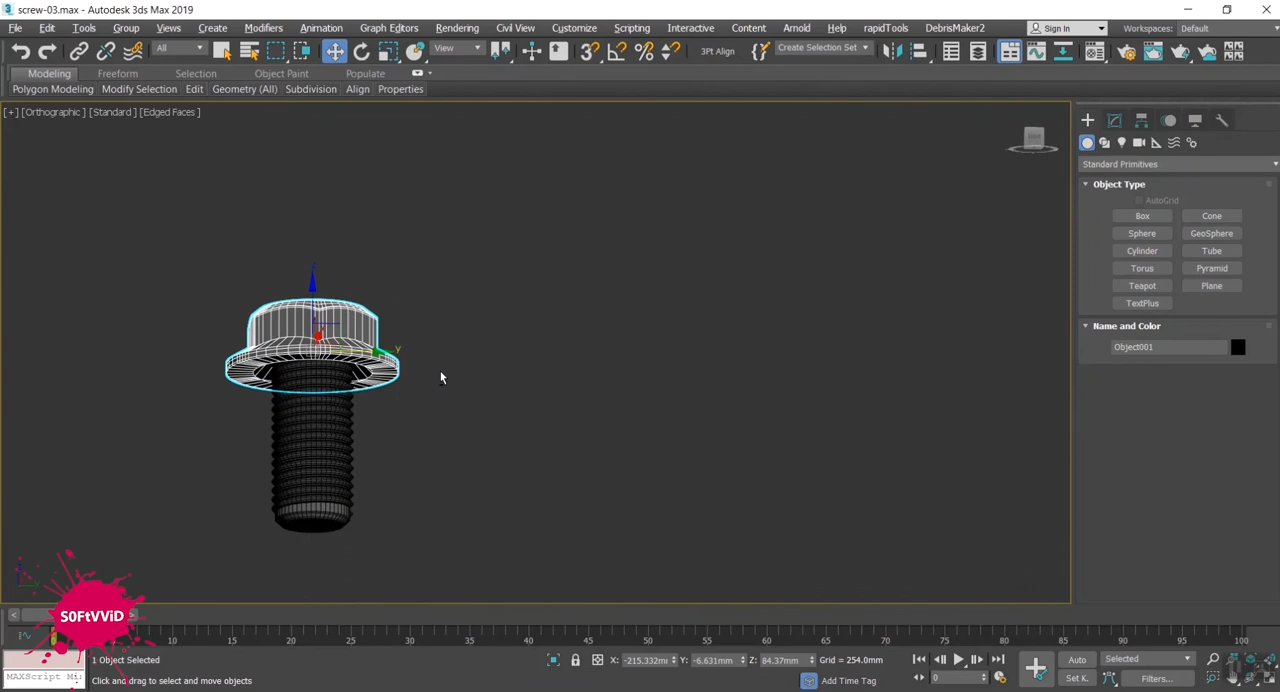 screw-03.max - Autodesk 3ds Max 2019
File Edit Tools Group Views Create Modifiers Animation Graph Editors Rendering Civil View Customize Scripting Interactive Content Arnold Help rapidTools DebrisMaker2 Sign In Workspaces: Default
All View 3Pt Align Create Selection Set
Modeling Freeform Selection Object Paint Populate
Polygon Modeling Modify Selection Edit Geometry (All) Subdivision Align Properties
[+] [Orthographic ] [Standard ] [Edged Faces ]
Standard Primitives
Object Type
AutoGrid
Box Cone
Sphere GeoSphere
Cylinder Tube
Torus Pyramid
Teapot Plane
TextPlus
Name and Color
Object001
z
y
S0FtVViD
10 15 20 25 30 35 40 45 50 55 60 65 70 75 80 85 90 95 100
1 Object Selected X: -215.332mm Y: -6.631mm Z: 84.37mm Grid = 254.0mm Auto Selected
MAXScript Mi Click and drag to select and move objects Add Time Tag 0 Set K. Filters...